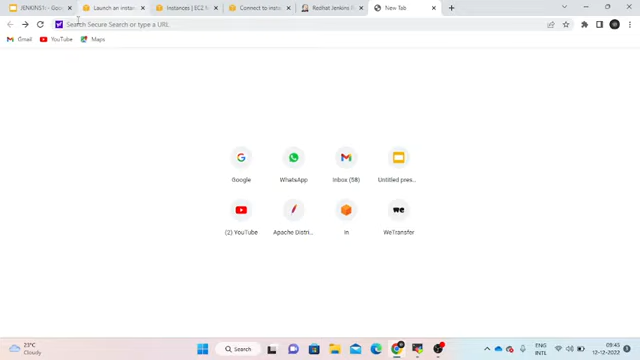 JENKINS1 - Goo
Launch an instan
Instances | EC2 M
Connect to instan
Redhat Jenkins P
New Tab
Search Secure Search or type a URL
Gmail
YouTube
Maps
Google
WhatsApp
Inbox (58)
Untitled pres...
(2) YouTube
Apache Distri...
In
WeTransfer
23°C
Cloudy
Search
ENG
INTL
09:45
12-12-2022